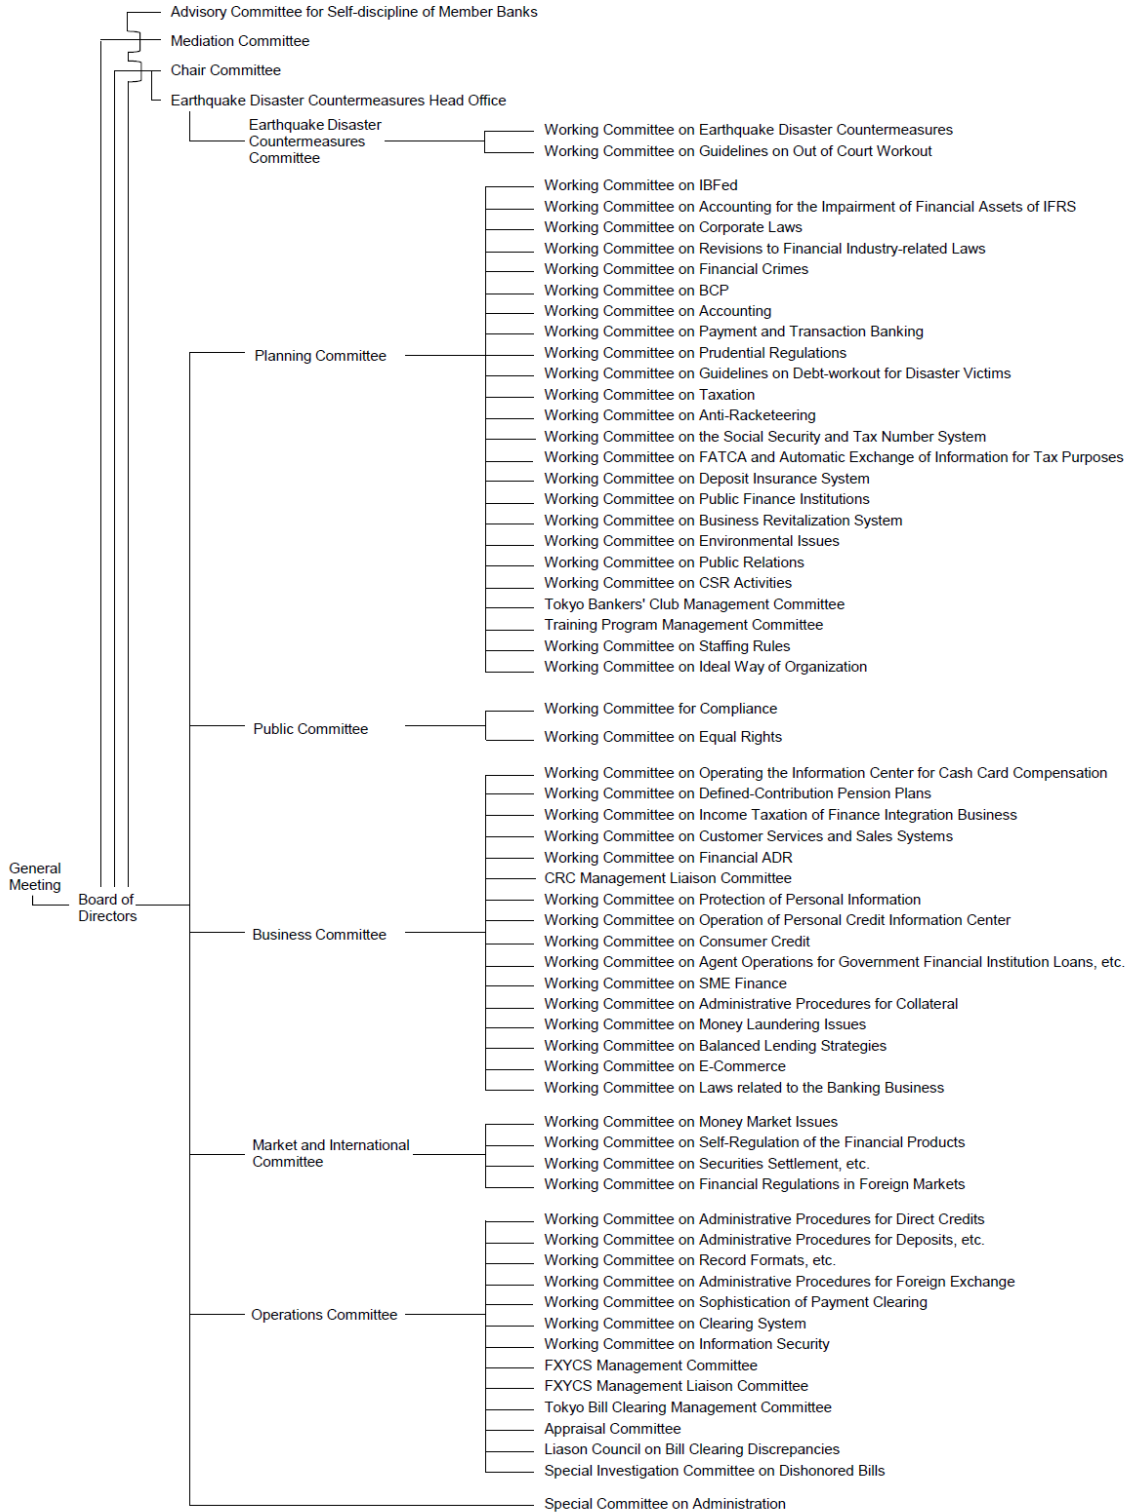 Advisory Committee for Self-discipline of Member Banks
Mediation Committee
Chair Committee
Earthquake Disaster Countermeasures Head Office
Earthquake Disaster
Countermeasures
Committee
Working Committee on Earthquake Disaster Countermeasures
Working Committee on Guidelines on Out of Court Workout
Planning Committee
Working Committee on IBFed
Working Committee on Accounting for the Impairment of Financial Assets of IFRS
Working Committee on Corporate Laws
Working Committee on Revisions to Financial Industry-related Laws
Working Committee on Financial Crimes
Working Committee on BCP
Working Committee on Accounting
Working Committee on Payment and Transaction Banking
Working Committee on Prudential Regulations
Working Committee on Guidelines on Debt-workout for Disaster Victims
Working Committee on Taxation
Working Committee on Anti-Racketeering
Working Committee on the Social Security and Tax Number System
Working Committee on FATCA and Automatic Exchange of Information for Tax Purposes
Working Committee on Deposit Insurance System
Working Committee on Public Finance Institutions
Working Committee on Business Revitalization System
Working Committee on Environmental Issues
Working Committee on Public Relations
Working Committee on CSR Activities
Tokyo Bankers' Club Management Committee
Training Program Management Committee
Working Committee on Staffing Rules
Working Committee on Ideal Way of Organization
Public Committee
Working Committee for Compliance
Working Committee on Equal Rights
General
Meeting
Board of
Directors
Business Committee
Working Committee on Operating the Information Center for Cash Card Compensation
Working Committee on Defined-Contribution Pension Plans
Working Committee on Income Taxation of Finance Integration Business
Working Committee on Customer Services and Sales Systems
Working Committee on Financial ADR
CRC Management Liaison Committee
Working Committee on Protection of Personal Information
Working Committee on Operation of Personal Credit Information Center
Working Committee on Consumer Credit
Working Committee on Agent Operations for Government Financial Institution Loans, etc.
Working Committee on SME Finance
Working Committee on Administrative Procedures for Collateral
Working Committee on Money Laundering Issues
Working Committee on Balanced Lending Strategies
Working Committee on E-Commerce
Working Committee on Laws related to the Banking Business
Market and International
Committee
Working Committee on Money Market Issues
Working Committee on Self-Regulation of the Financial Products
Working Committee on Securities Settlement, etc.
Working Committee on Financial Regulations in Foreign Markets
Operations Committee
Working Committee on Administrative Procedures for Direct Credits
Working Committee on Administrative Procedures for Deposits, etc.
Working Committee on Record Formats, etc.
Working Committee on Administrative Procedures for Foreign Exchange
Working Committee on Sophistication of Payment Clearing
Working Committee on Clearing System
Working Committee on Information Security
FXYCS Management Committee
FXYCS Management Liaison Committee
Tokyo Bill Clearing Management Committee
Appraisal Committee
Liason Council on Bill Clearing Discrepancies
Special Investigation Committee on Dishonored Bills
Special Committee on Administration